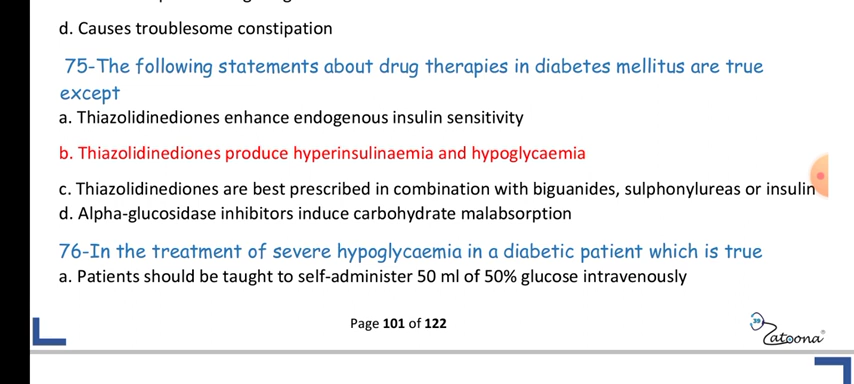 d. Causes troublesome constipation
75-The following statements about drug therapies in diabetes mellitus are true
except
a. Thiazolidinediones enhance endogenous insulin sensitivity
b. Thiazolidinediones produce hyperinsulinaemia and hypoglycaemia
c. Thiazolidinediones are best prescribed in combination with biguanides, sulphonylureas or insulin
d. Alpha-glucosidase inhibitors induce carbohydrate malabsorption
76-In the treatment of severe hypoglycaemia in a diabetic patient which is true
a. Patients should be taught to self-administer 50 ml of 50% glucose intravenously
Page 101 of 122
39
Zatoona